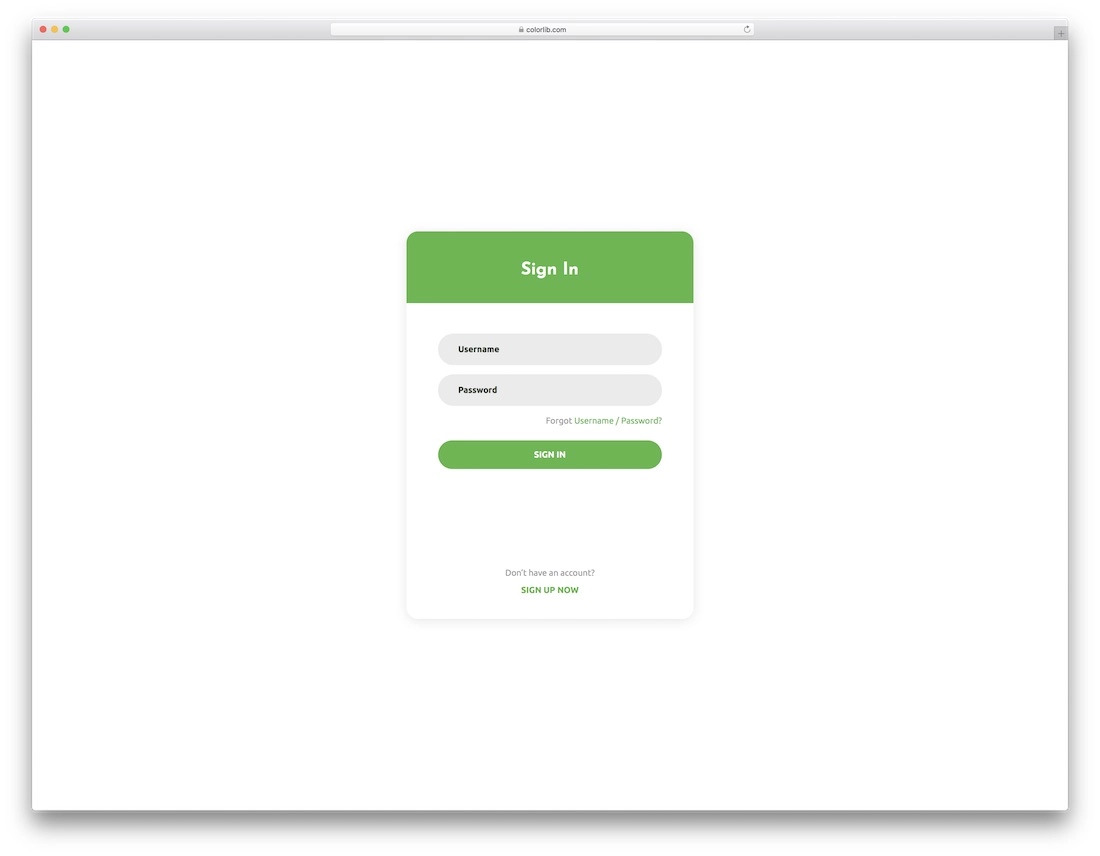 colorlib.com
Sign In
Username
Password
Forgot Username / Password?
SIGN IN
Don't have an account?
SIGN UP NOW